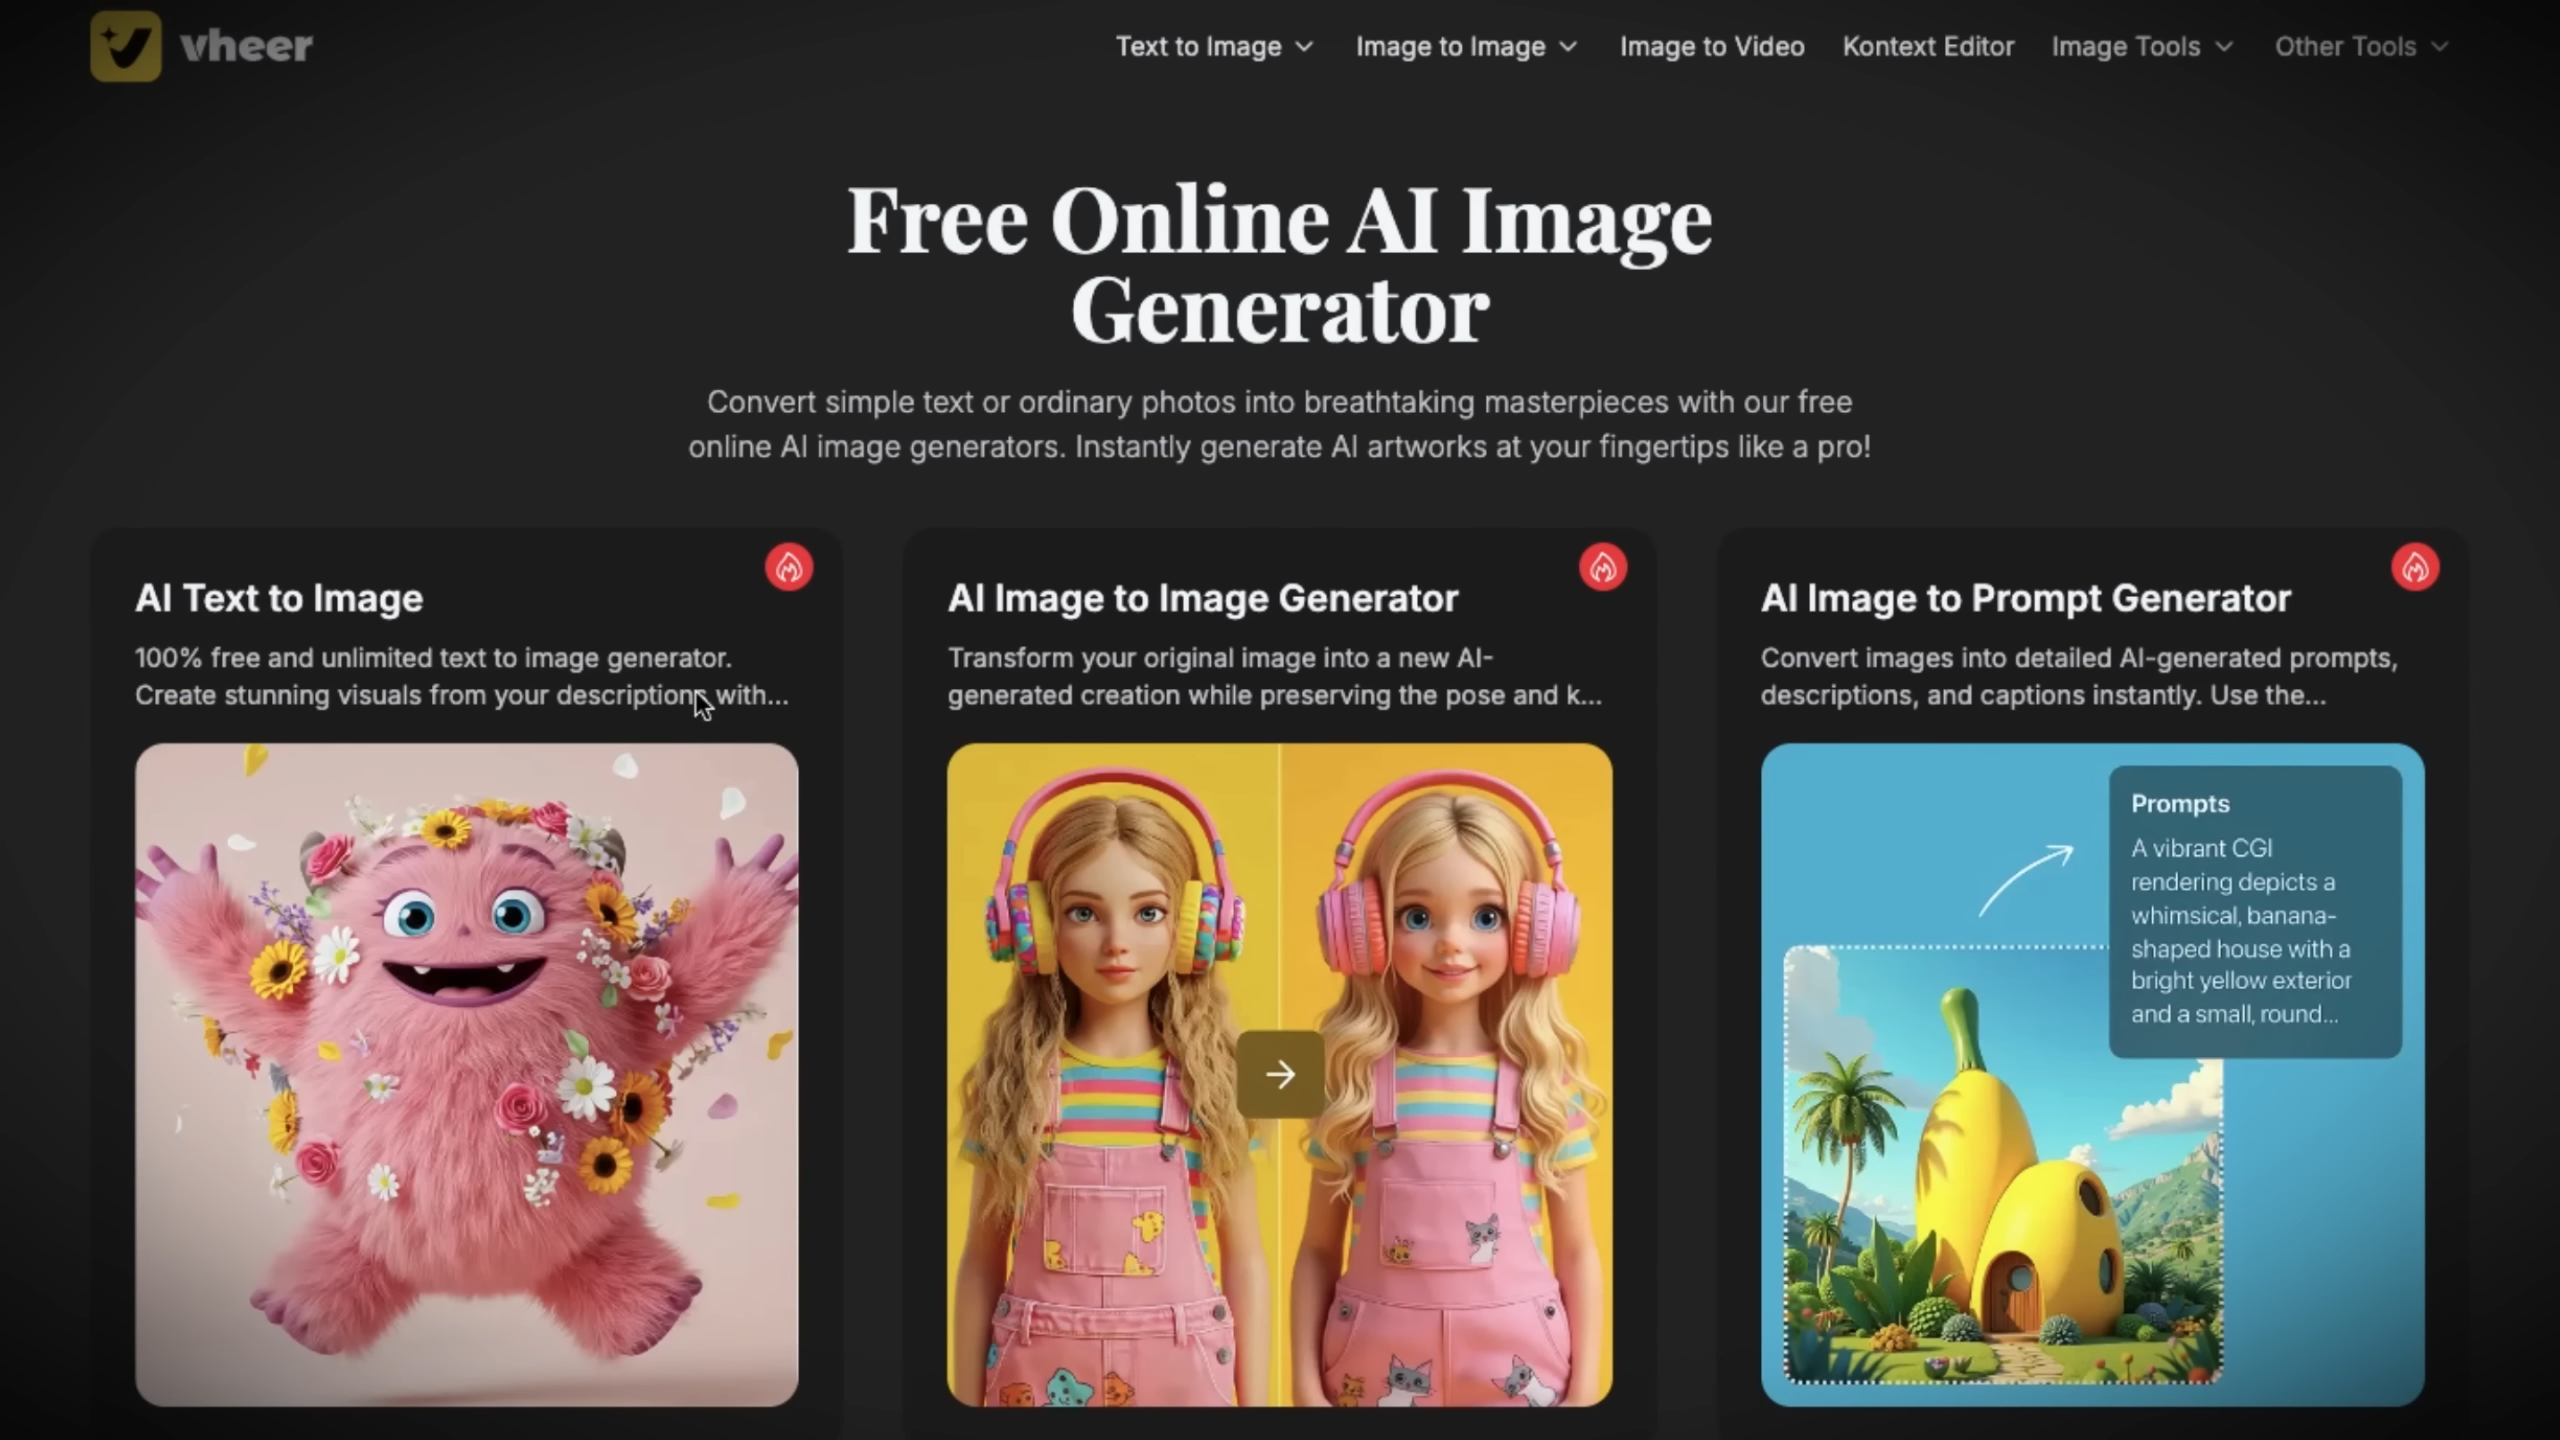 vheer
Text to Image
Image to Image
Image to Video
Kontext Editor
Image Tools
Other Tools
Free Online AI Image
Generator
Convert simple text or ordinary photos into breathtaking masterpieces with our free
online AI image generators. Instantly generate AI artworks at your fingertips like a pro!
AI Text to Image
100% free and unlimited text to image generator.
Create stunning visuals from your descriptions with...
AI Image to Image Generator
Transform your original image into a new AI-
generated creation while preserving the pose and k...
AI Image to Prompt Generator
Convert images into detailed AI-generated prompts,
descriptions, and captions instantly. Use the...
Prompts
A vibrant CGI
rendering depicts a
whimsical, banana-
shaped house with a
bright yellow exterior
and a small, round...